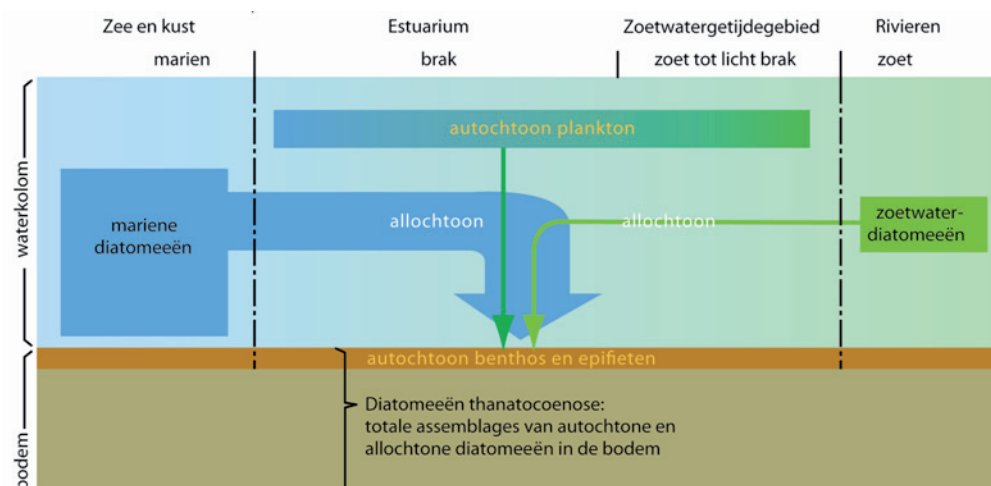 Zee en kust
Estuarium
Zoetwatergetijdegebied
Rivieren
marien
brak
zoet tot licht brak
zoet
autochtoon plankton
waterkolom
mariene
diatomeeën
allochtoon
allochtoon
zoetwater-
diatomeeën
autochtoon benthos en epifieten
bodem
Diatomeeën thanatocoenose:
totale assemblages van autochtone en
allochtone diatomeeën in de bodem